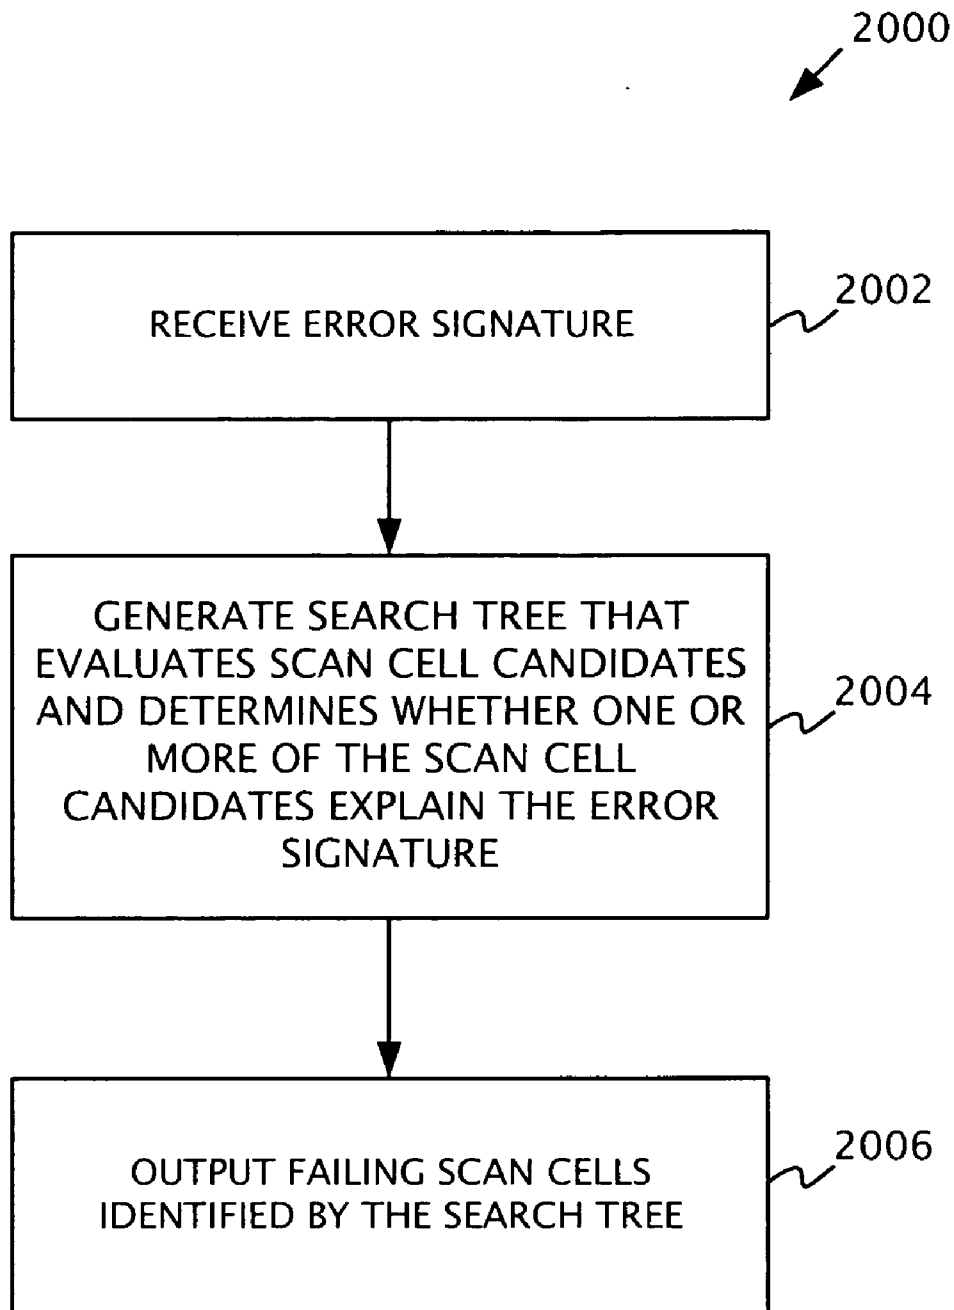 2000
RECEIVE ERROR SIGNATURE
2002
GENERATE SEARCH TREE THAT
EVALUATES SCAN CELL CANDIDATES
AND DETERMINES WHETHER ONE OR
MORE OF THE SCAN CELL
CANDIDATES EXPLAIN THE ERROR
SIGNATURE
2004
OUTPUT FAILING SCAN CELLS
IDENTIFIED BY THE SEARCH TREE
2006